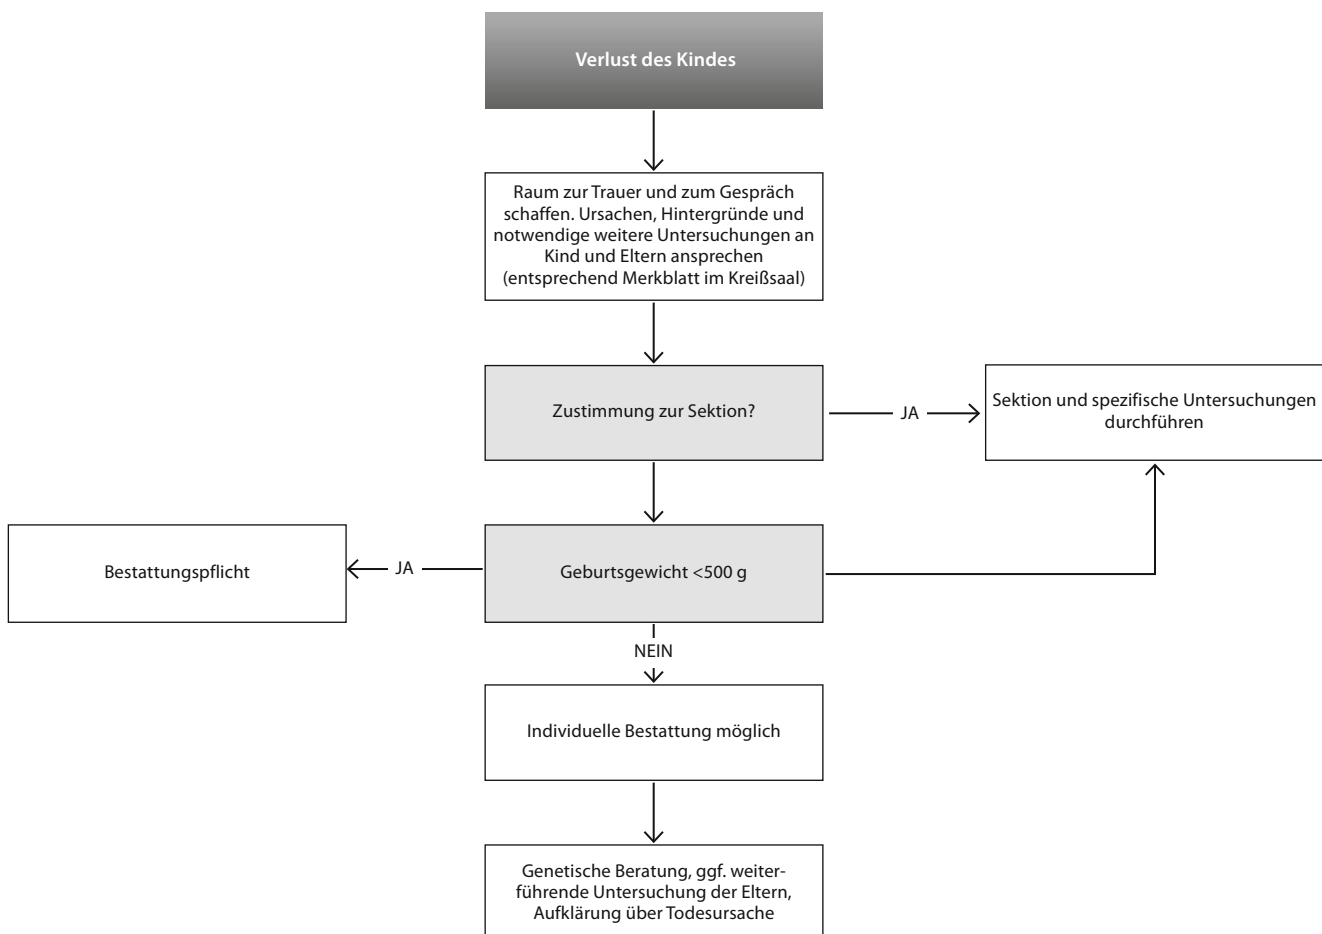 Verlust des Kindes
Raum zur Trauer und zum Gespräch
schaffen. Ursachen, Hintergründe und
notwendige weitere Untersuchungen an
Kind und Eltern ansprechen
(entsprechend Merkblatt im Kreißsaal)
Zustimmung zur Sektion?
JA
Sektion und spezifische Untersuchungen
durchführen
Bestattungspflicht
JA
Geburtsgewicht <500 g
NEIN
Individuelle Bestattung möglich
Genetische Beratung, ggf. weiter-
führende Untersuchung der Eltern,
Aufklärung über Todesursache